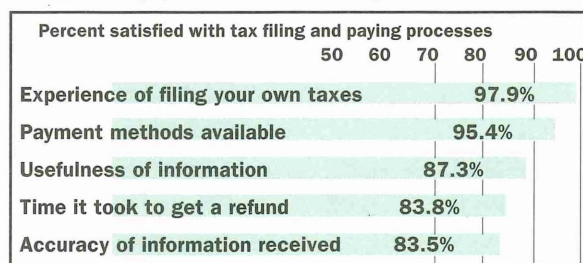 Percent satisfied with tax filing and paying processes
50 60 70 80 90 100
Experience of filing your own taxes 97.9%
Payment methods available 95.4%
Usefulness of information 87.3%
Time it took to get a refund 83.8%
Accuracy of information received 83.5%